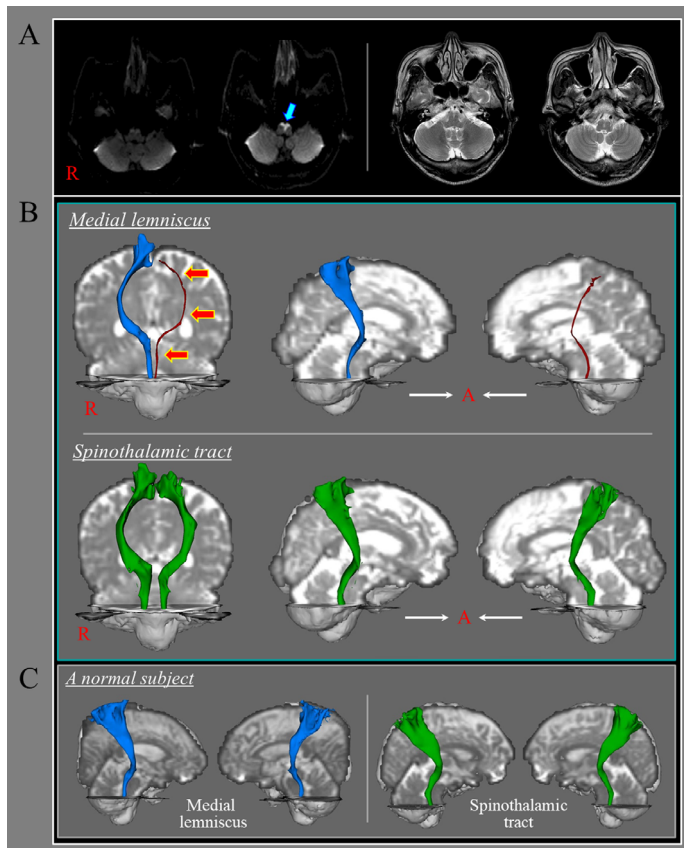 A
R
B
Medial lemniscus
R
A
Spinothalamic tract
R
A
C
A normal subject
Medial
lemniscus
Spinothalamic
tract